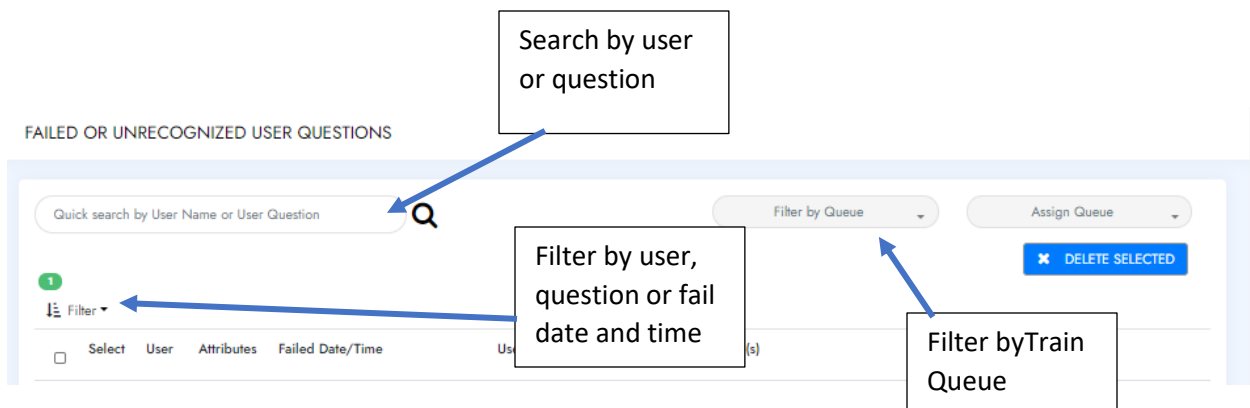 Search by user
or question
FAILED OR UNRECOGNIZED USER QUESTIONS
Quick search by User Name or User Question
Filter by Queue
Assign Queue
Filter by user,
question or fail
date and time
DELETE SELECTED
1
Filter
Filter byTrain
Queue
Select User Attributes Failed Date/Time
(s)